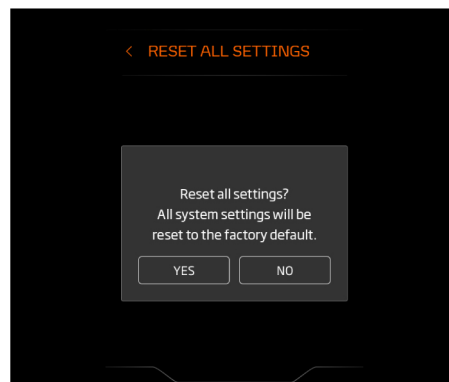 RESET ALL SETTINGS
Reset all settings?
All system settings will be
reset to the factory default.
YES
NO